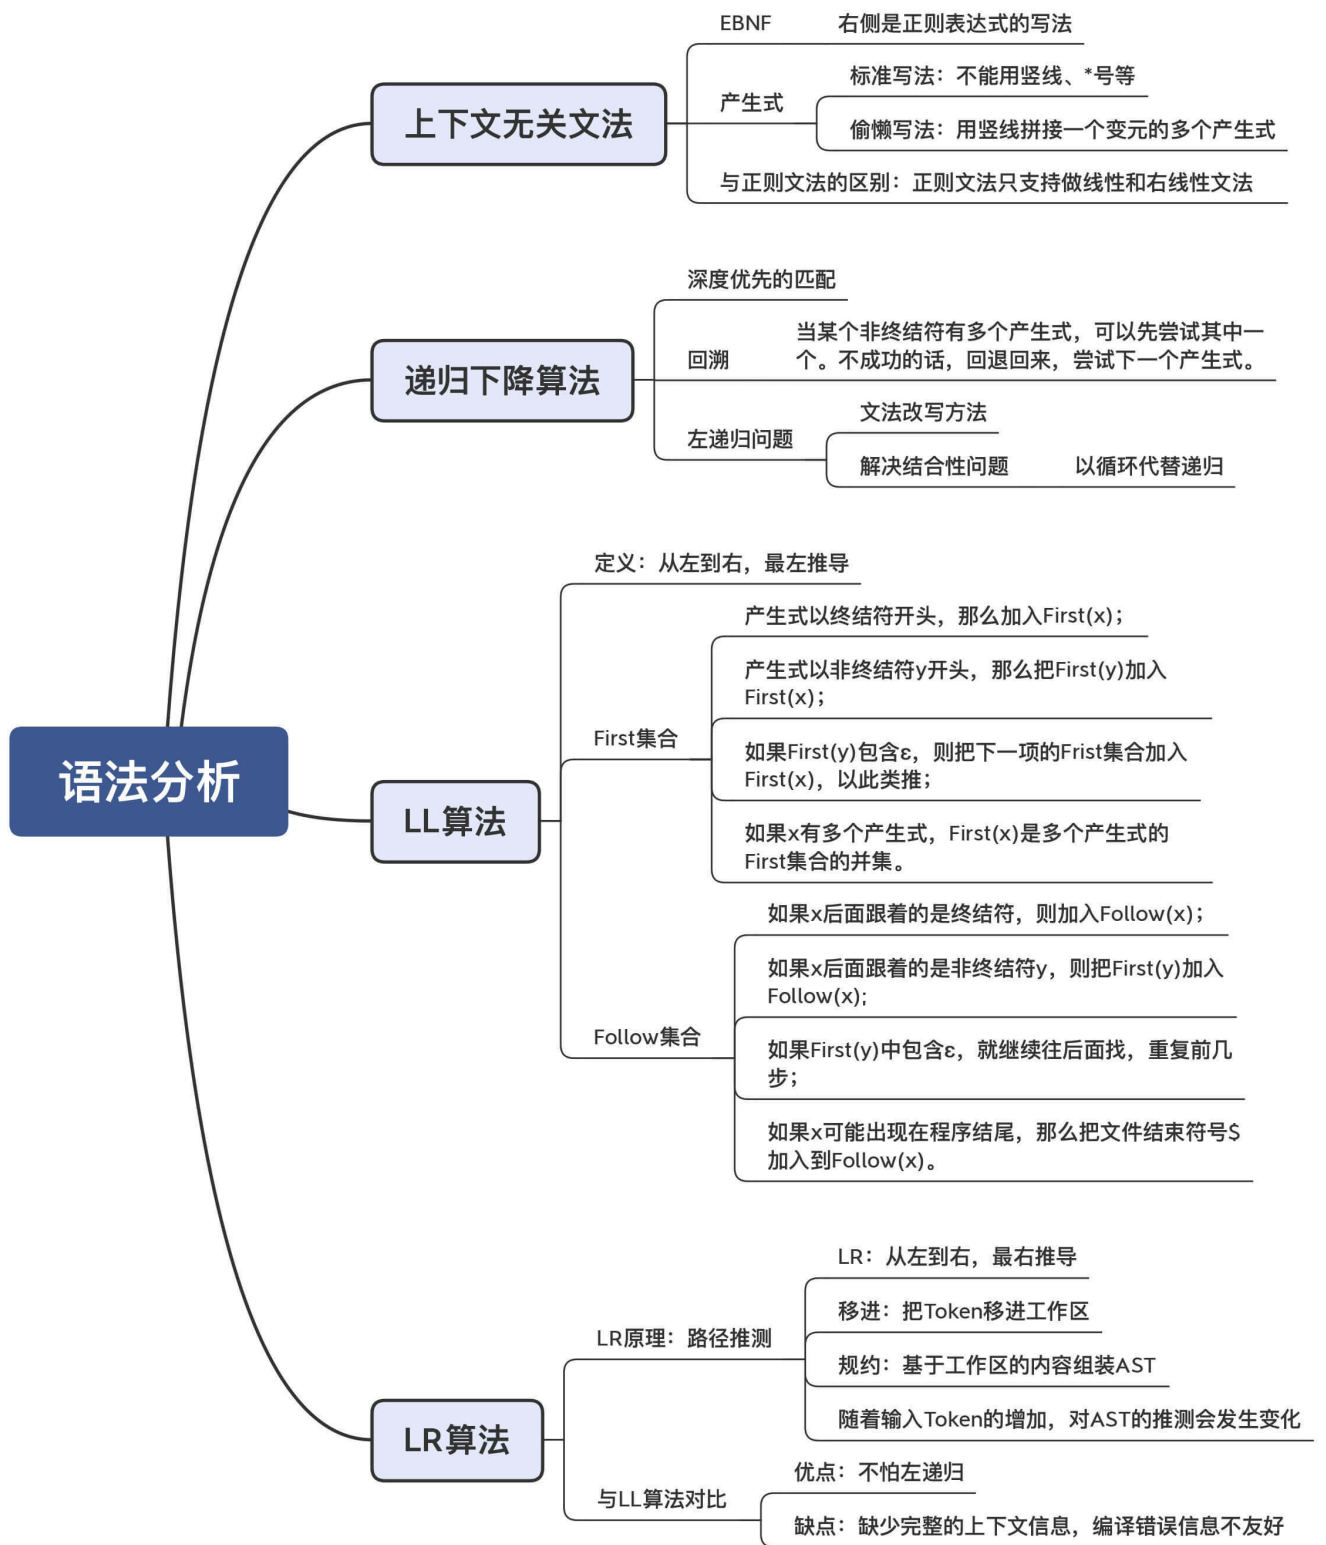 语法分析
上下文无关文法
EBNF
右侧是正则表达式的写法
产生式
标准写法：不能用竖线、*号等
偷懒写法：用竖线拼接一个变元的多个产生式
与正则文法的区别：正则文法只支持做线性和右线性文法
递归下降算法
深度优先的匹配
回溯
当某个非终结符有多个产生式，可以先尝试其中一
个。不成功的话，回退回来，尝试下一个产生式。
左递归问题
文法改写方法
解决结合性问题
以循环代替递归
LL算法
定义：从左到右，最左推导
First集合
产生式以终结符开头，那么加入First(x)；
产生式以非终结符y开头，那么把First(y)加入
First(x)；
如果First(y)包含ε，则把下一项的Frist集合加入
First(x)，以此类推；
如果x有多个产生式，First(x)是多个产生式的
First集合的并集。
Follow集合
如果x后面跟着的是终结符，则加入Follow(x)；
如果x后面跟着的是非终结符y，则把First(y)加入
Follow(x);
如果First(y)中包含ε，就继续往后面找，重复前几
步；
如果x可能出现在程序结尾，那么把文件结束符号$
加入到Follow(x)。
LR算法
LR原理：路径推测
LR：从左到右，最右推导
移进：把Token移进工作区
规约：基于工作区的内容组装AST
随着输入Token的增加，对AST的推测会发生变化
与LL算法对比
优点：不怕左递归
缺点：缺少完整的上下文信息，编译错误信息不友好